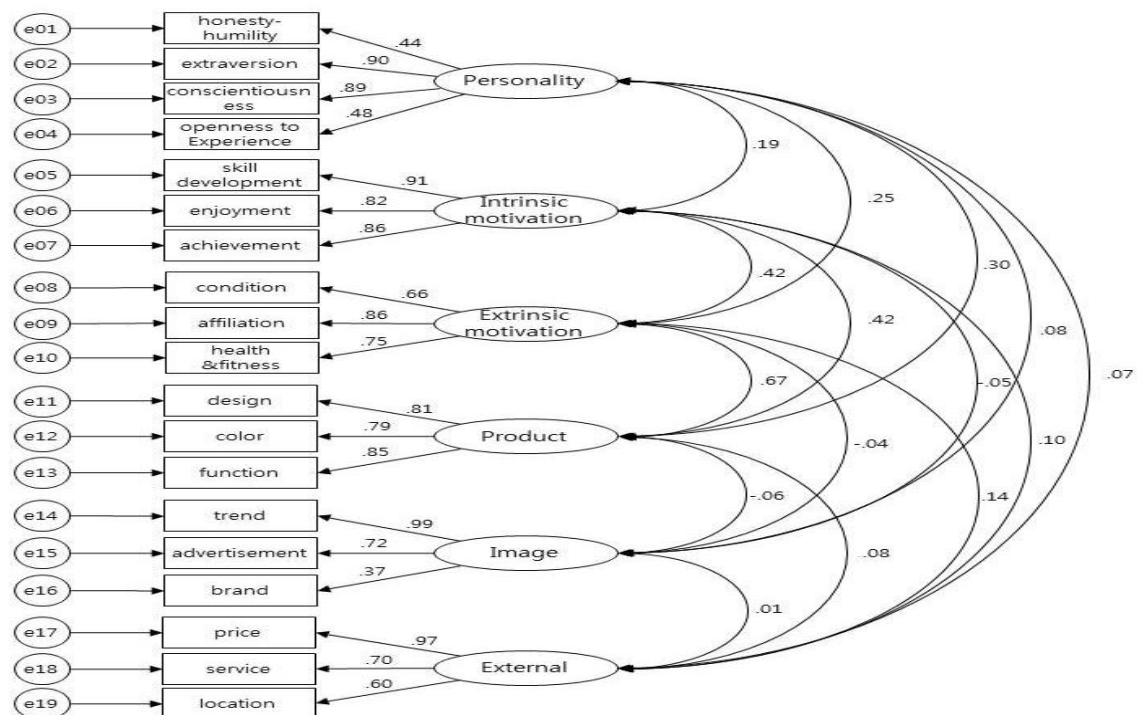 e01
honesty-
humility
.44
e02
extraversion
.90
Personality
e03
conscientiousn
ess
.89
e04
openness to
Experience
.48
.19
e05
skill
development
.91
.25
e06
enjoyment
.82
Intrinsic
motivation
e07
achievement
.86
.42
.30
e08
condition
.66
e09
affiliation
.86
Extrinsic
motivation
.42
.08
e10
health
&fitness
.75
.67
-.05
.07
e11
design
.81
e12
color
.79
Product
-.04
.10
e13
function
.85
-.06
.14
e14
trend
.99
e15
advertisement
.72
Image
.08
e16
brand
.37
.01
e17
price
.97
e18
service
.70
External
e19
location
.60